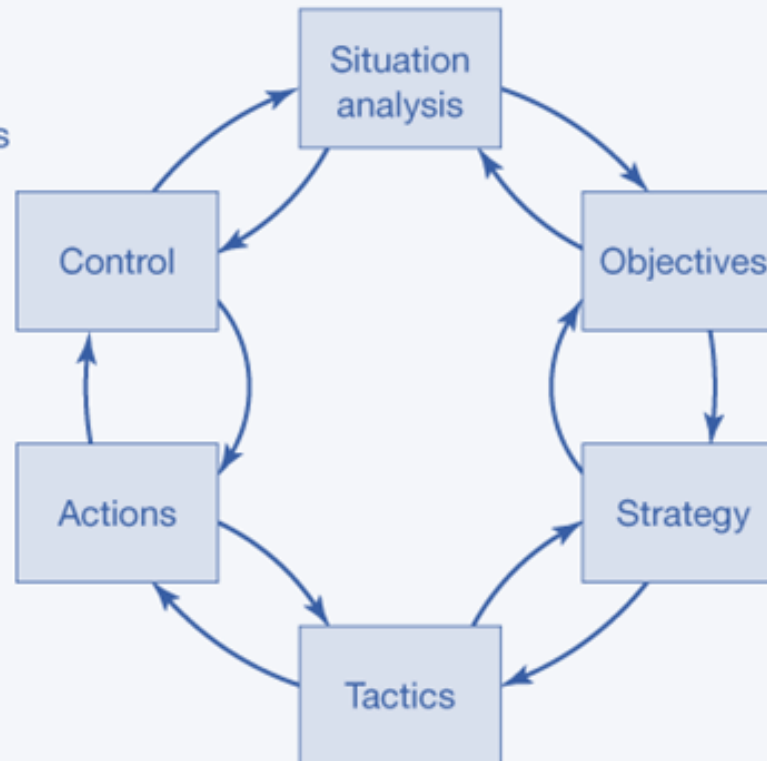 Situation
analysis
s
Control
Objectives
Actions
Strategy
Tactics